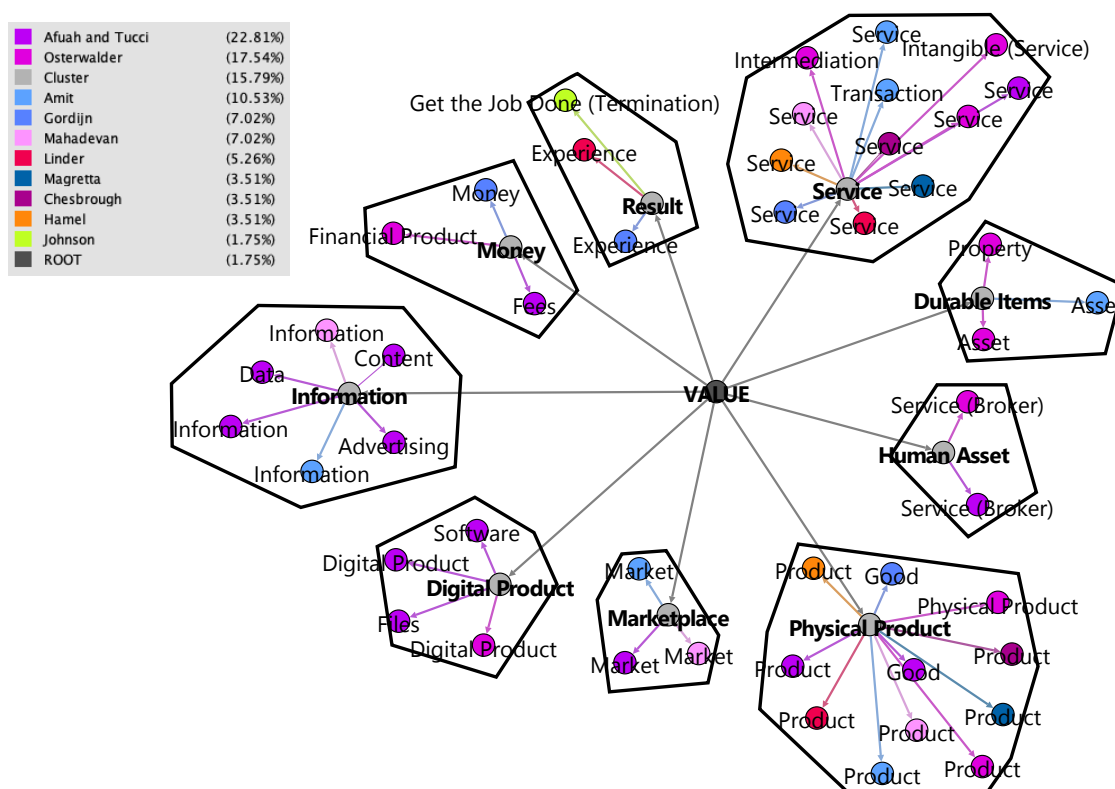 Afuah and Tucci (22.81%)
Osterwalder (17.54%)
Cluster (15.79%)
Amit (10.53%)
Gordijn (7.02%)
Mahadevan (7.02%)
Linder (5.26%)
Magretta (3.51%)
Chesbrough (3.51%)
Hamel (3.51%)
Johnson (1.75%)
ROOT (1.75%)
Get the Job Done (Termination)
Experience
Result
Experience
Service
Intangible (Service)
Intermediation
Transaction
Service
Service
Service
Service
Service
Service
Service
Service
Service
Money
Financial Product
Money
Fees
Property
Durable Items
Asse
Asset
Information
Content
Data
Information
Information
Advertising
Information
VALUE
Service (Broker)
Human Asset
Service (Broker)
Software
Digital Product
Digital Product
Files
Digital Product
Market
Marketplace
Market
Market
Product
Good
Physical Product
Physical Product
Product
Product
Good
Product
Product
Product
Product
Product